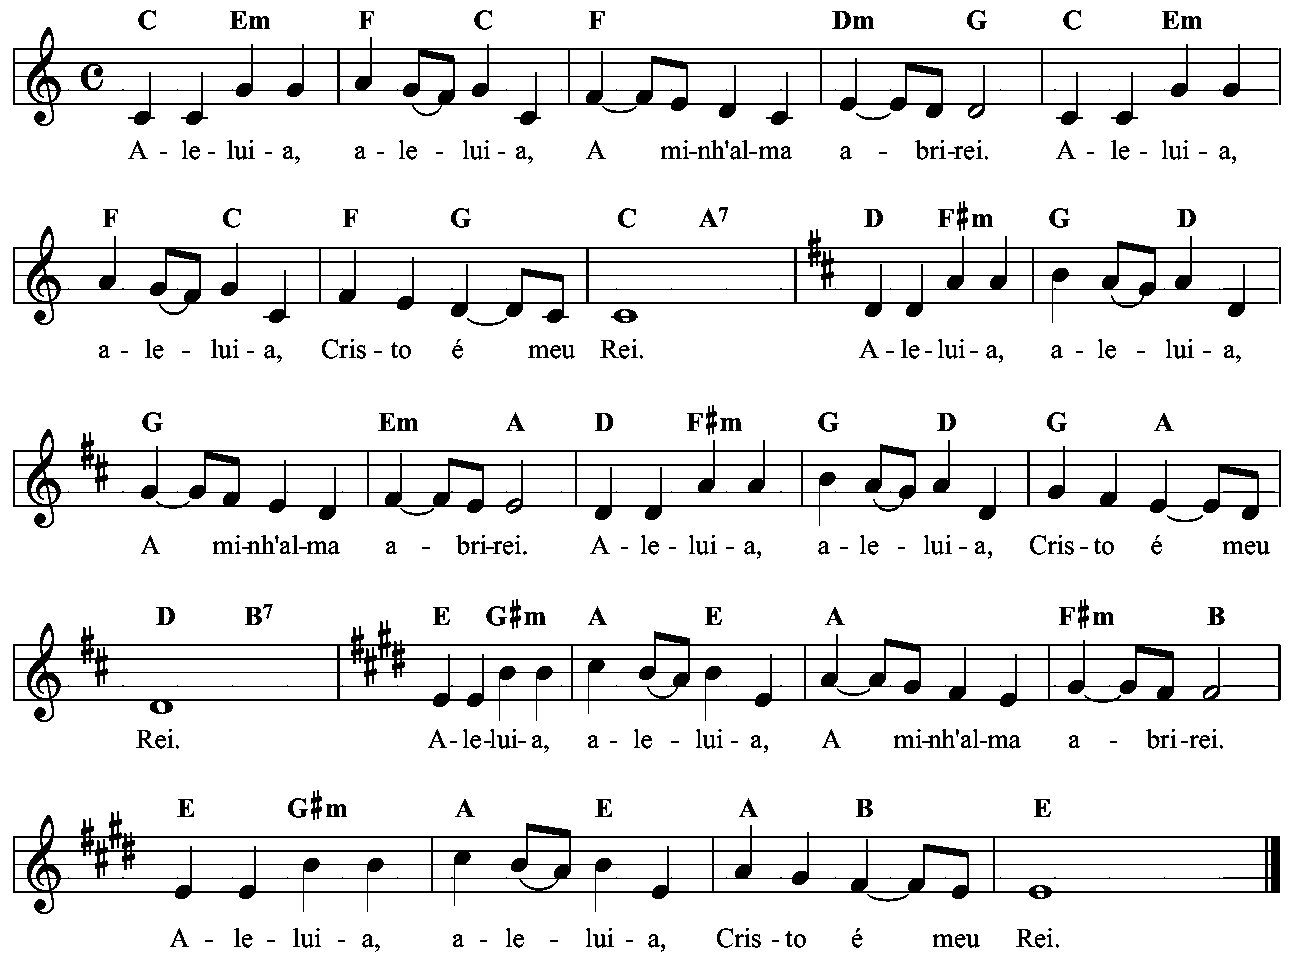 C Em F C F Dm G C Em
A - le - lui - a, a - le - lui - a, A mi-nh'al-ma a - bri-rei. A - le - lui - a,
F C F G C A7 D F#m G D
a - le - lui - a, Cris - to é meu Rei. A - le - lui - a, a - le - lui - a,
G Em A D F#m G D G A
A mi-nh'al-ma a - bri-rei. A - le - lui - a, a - le - lui - a, Cris - to é meu
D B7 E G#m A E A F#m B
Rei. A-le-lui-a, a - le - lui - a, A mi-nh'al-ma a - bri-rei.
E G#m A E A B E
A - le - lui - a, a - le - lui - a, Cris - to é meu Rei.